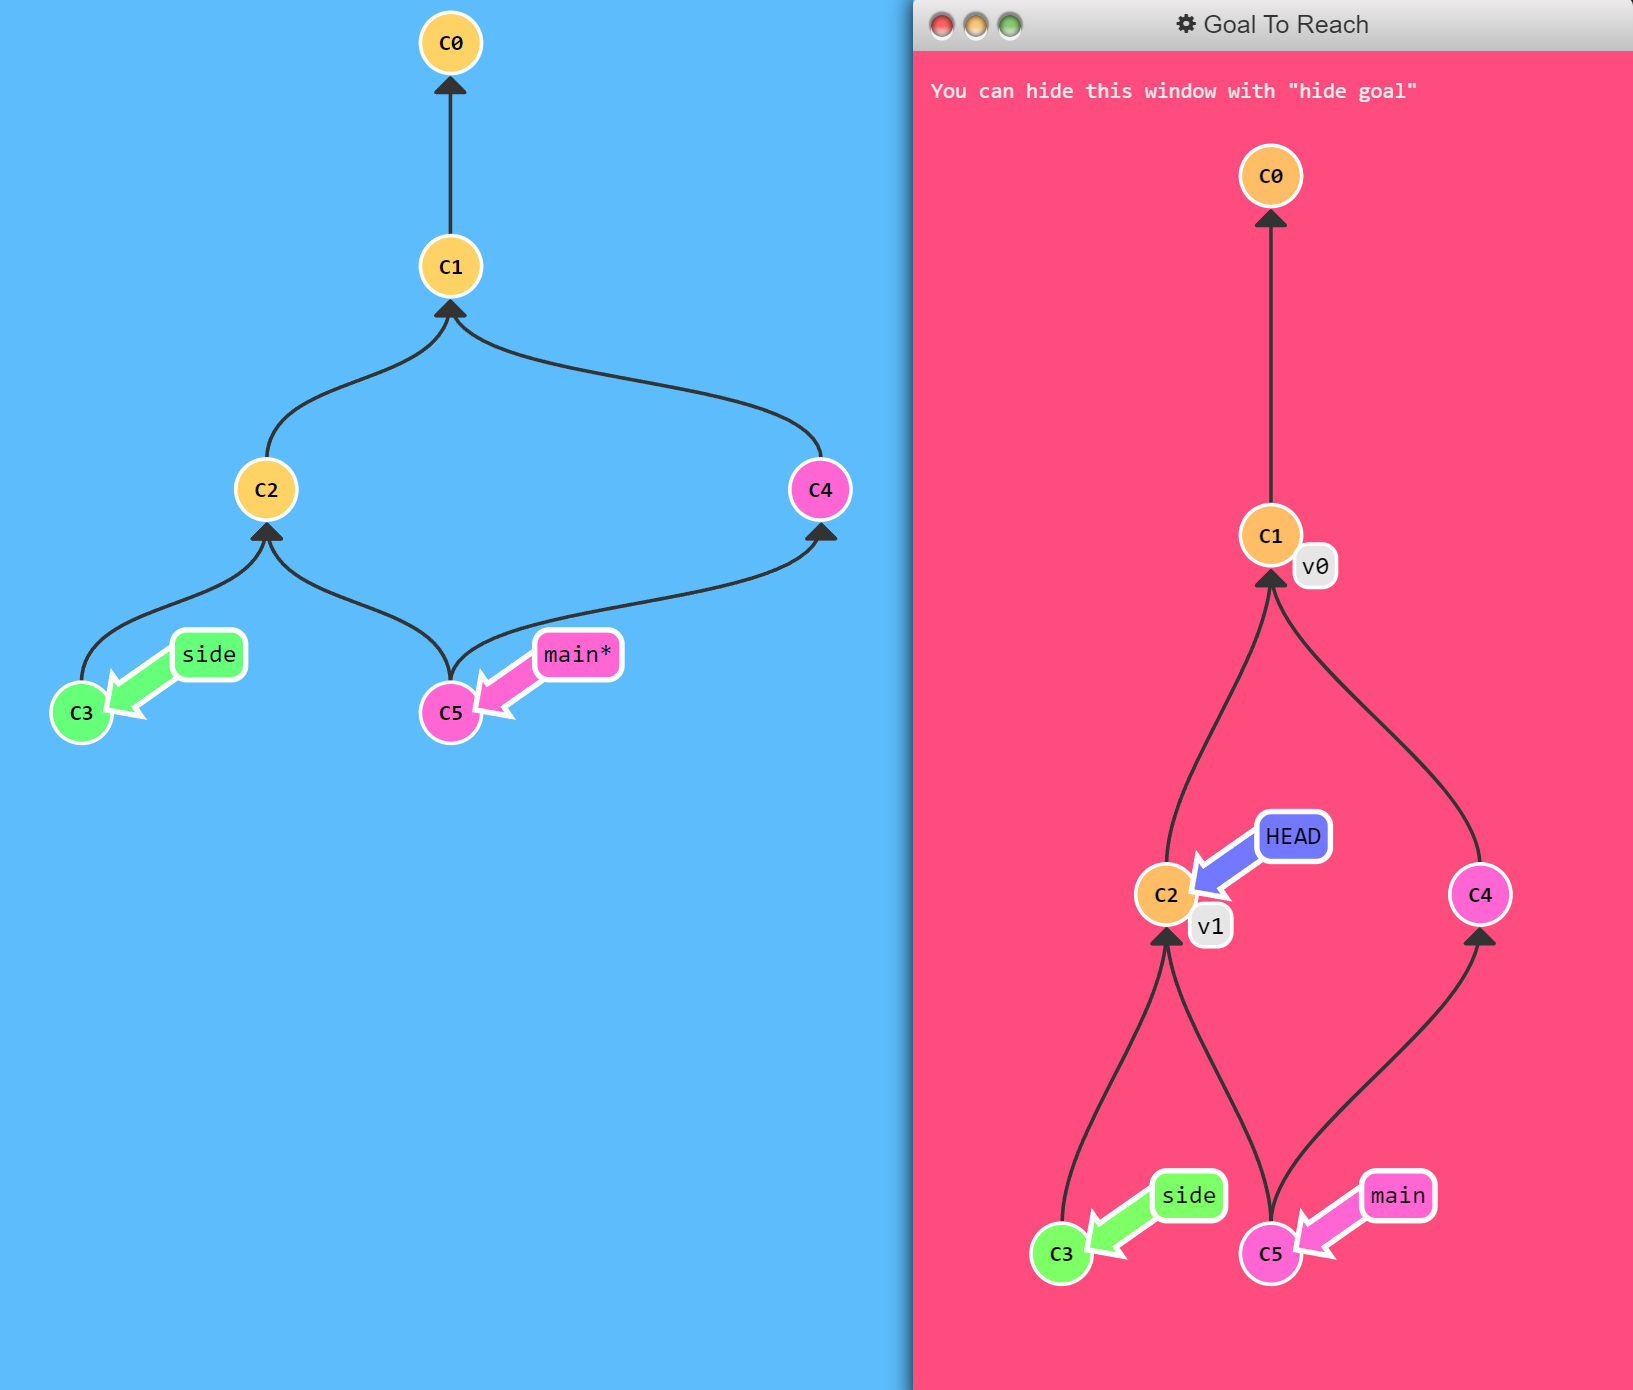 C0
C1
C2
C4
side
main*
C3
C5
Goal To Reach
You can hide this window with "hide goal"
C0
C1
v0
HEAD
C2
v1
C4
side
main
C3
C5